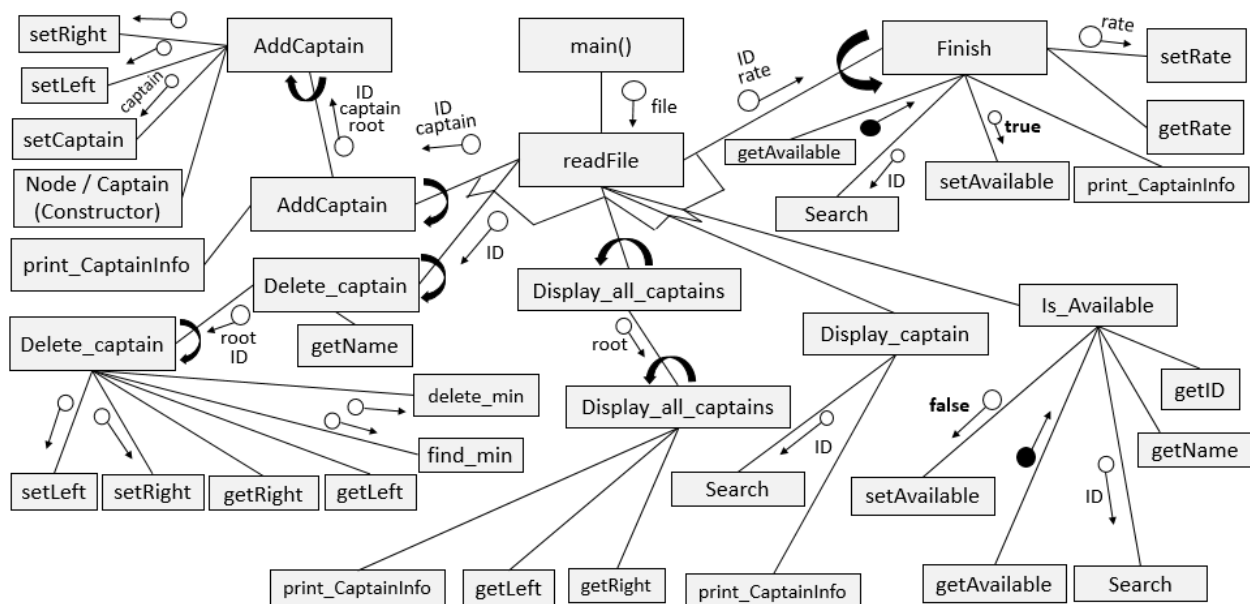 setRight
AddCaptain
main()
Finish
rate
setRate
setLeft
captain
setCaptain
ID
captain
root
ID
captain
file
ID
rate
getAvailable
ID
Search
true
setAvailable
getRate
print_CaptainInfo
Node / Captain
(Constructor)
AddCaptain
readFile
print_CaptainInfo
ID
Delete_captain
getName
Display_all_captains
Display_captain
Is_Available
Delete_captain
root
ID
root
Display_all_captains
delete_min
find_min
setLeft
setRight
getRight
getLeft
ID
Search
false
setAvailable
getID
getName
ID
print_CaptainInfo
getLeft
getRight
print_CaptainInfo
getAvailable
Search